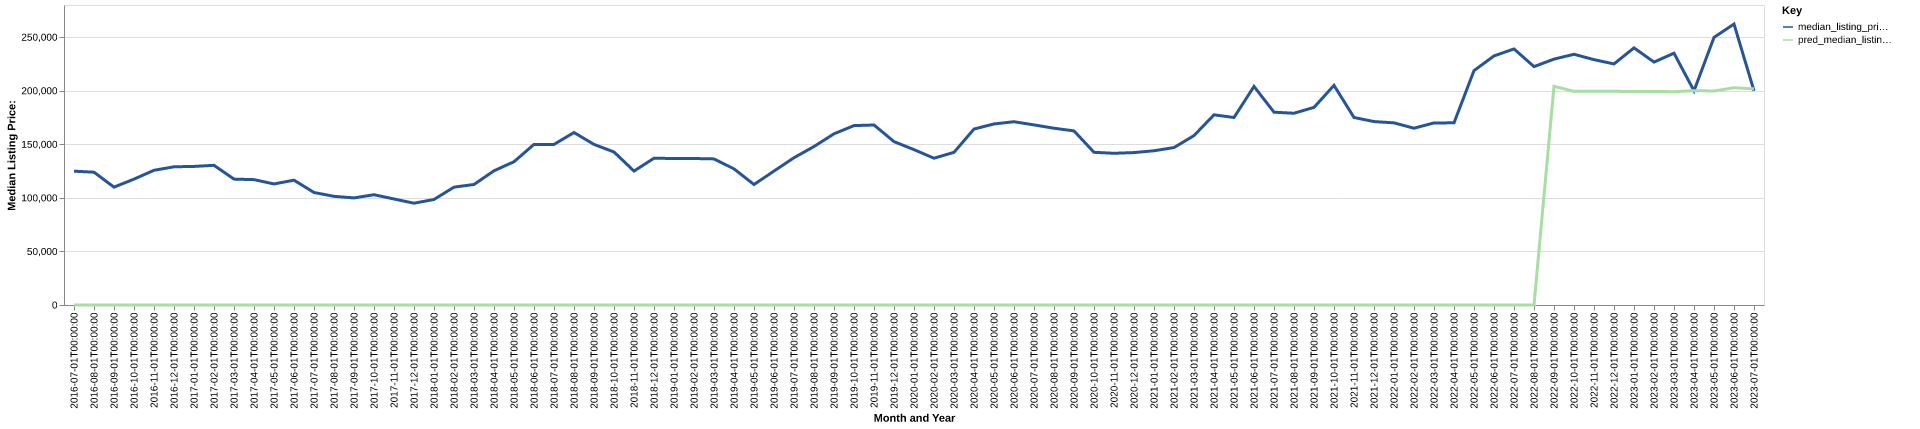 Key
median_listing_pri…
pred_median_listin…
Median Listing Price:
250,000
200,000
150,000
100,000
50,000
0
2016-07-01T00:00:00
2016-08-01T00:00:00
2016-09-01T00:00:00
2016-10-01T00:00:00
2016-11-01T00:00:00
2016-12-01T00:00:00
2017-01-01T00:00:00
2017-02-01T00:00:00
2017-03-01T00:00:00
2017-04-01T00:00:00
2017-05-01T00:00:00
2017-06-01T00:00:00
2017-07-01T00:00:00
2017-08-01T00:00:00
2017-09-01T00:00:00
2017-10-01T00:00:00
2017-11-01T00:00:00
2017-12-01T00:00:00
2018-01-01T00:00:00
2018-02-01T00:00:00
2018-03-01T00:00:00
2018-04-01T00:00:00
2018-05-01T00:00:00
2018-06-01T00:00:00
2018-07-01T00:00:00
2018-08-01T00:00:00
2018-09-01T00:00:00
2018-10-01T00:00:00
2018-11-01T00:00:00
2018-12-01T00:00:00
2019-01-01T00:00:00
2019-02-01T00:00:00
2019-03-01T00:00:00
2019-04-01T00:00:00
2019-05-01T00:00:00
2019-06-01T00:00:00
2019-07-01T00:00:00
2019-08-01T00:00:00
2019-09-01T00:00:00
2019-10-01T00:00:00
2019-11-01T00:00:00
2019-12-01T00:00:00
2020-01-01T00:00:00
2020-02-01T00:00:00
2020-03-01T00:00:00
2020-04-01T00:00:00
2020-05-01T00:00:00
2020-06-01T00:00:00
2020-07-01T00:00:00
2020-08-01T00:00:00
2020-09-01T00:00:00
2020-10-01T00:00:00
2020-11-01T00:00:00
2020-12-01T00:00:00
2021-01-01T00:00:00
2021-02-01T00:00:00
2021-03-01T00:00:00
2021-04-01T00:00:00
2021-05-01T00:00:00
2021-06-01T00:00:00
2021-07-01T00:00:00
2021-08-01T00:00:00
2021-09-01T00:00:00
2021-10-01T00:00:00
2021-11-01T00:00:00
2021-12-01T00:00:00
2022-01-01T00:00:00
2022-02-01T00:00:00
2022-03-01T00:00:00
2022-04-01T00:00:00
2022-05-01T00:00:00
2022-06-01T00:00:00
2022-07-01T00:00:00
2022-08-01T00:00:00
2022-09-01T00:00:00
2022-10-01T00:00:00
2022-11-01T00:00:00
2022-12-01T00:00:00
2023-01-01T00:00:00
2023-02-01T00:00:00
2023-03-01T00:00:00
2023-04-01T00:00:00
2023-05-01T00:00:00
2023-06-01T00:00:00
2023-07-01T00:00:00
Month and Year